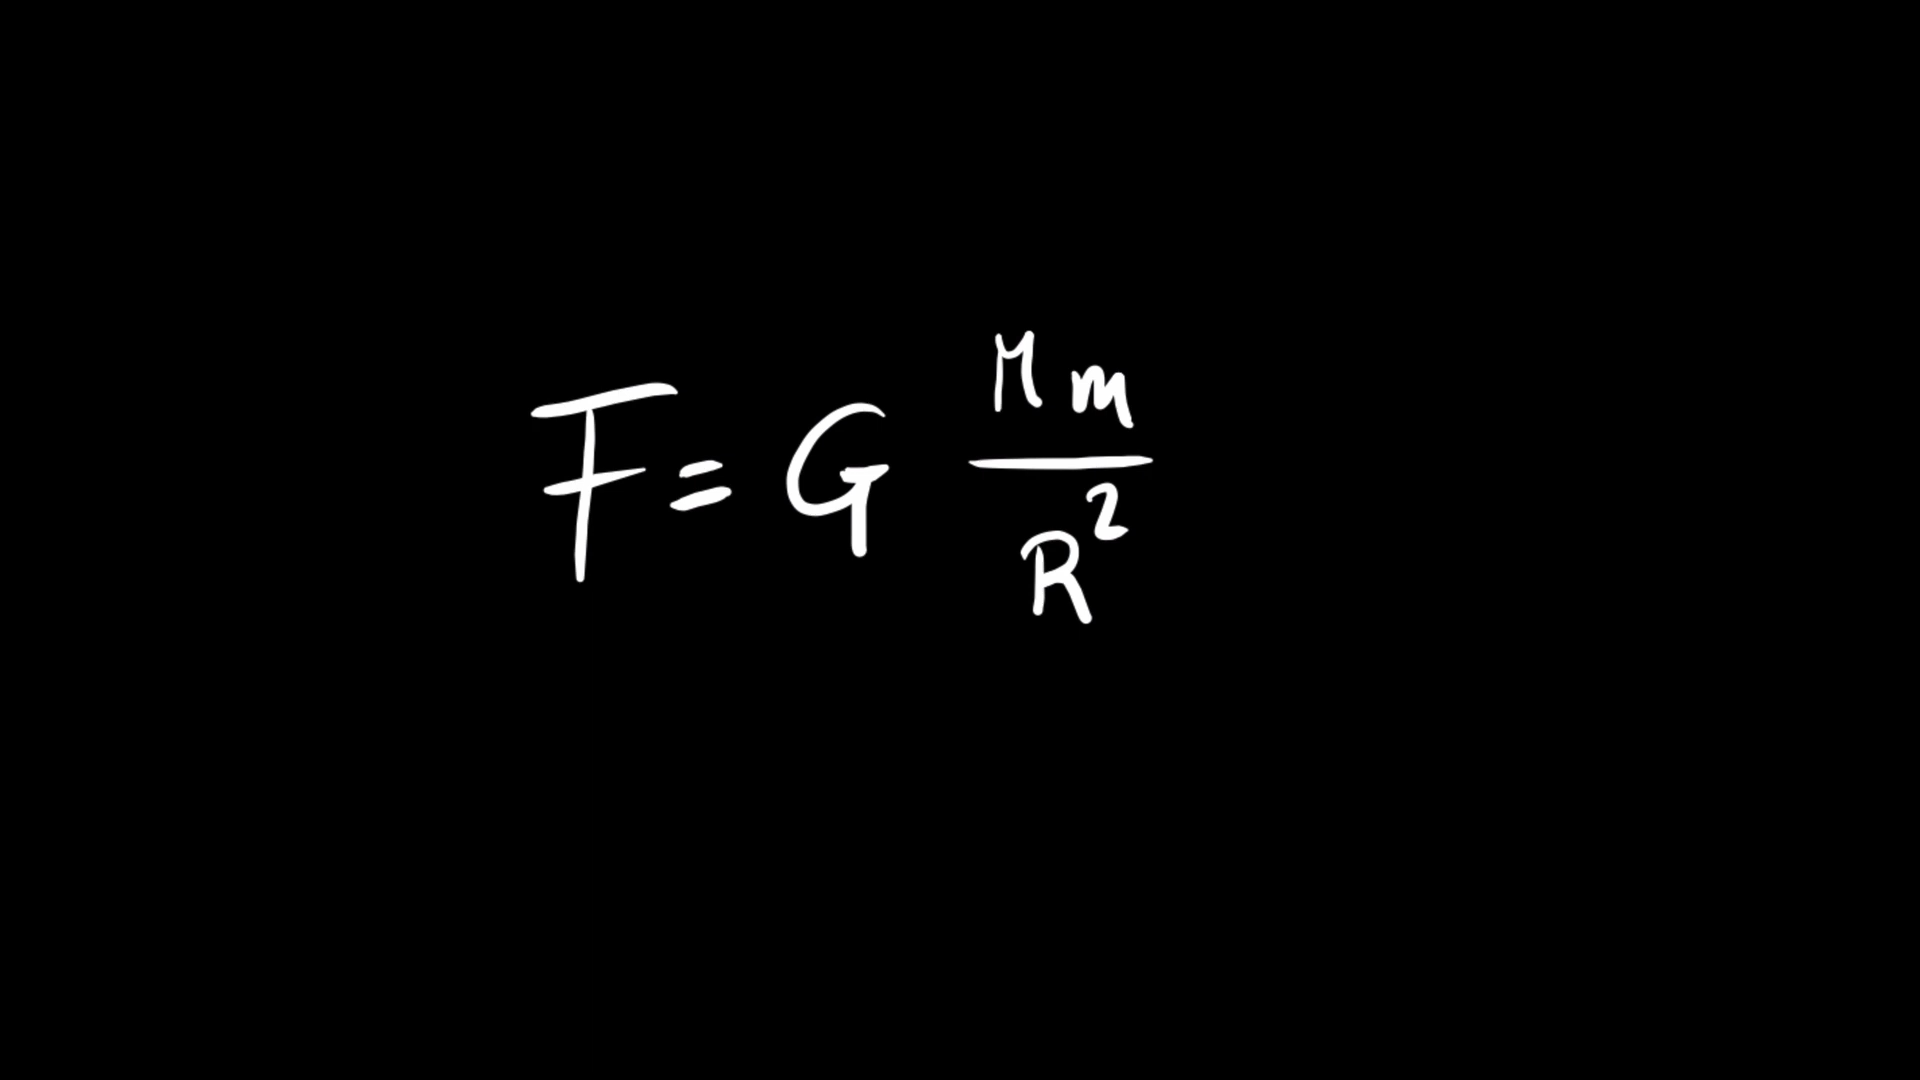 F = G Mm / R²